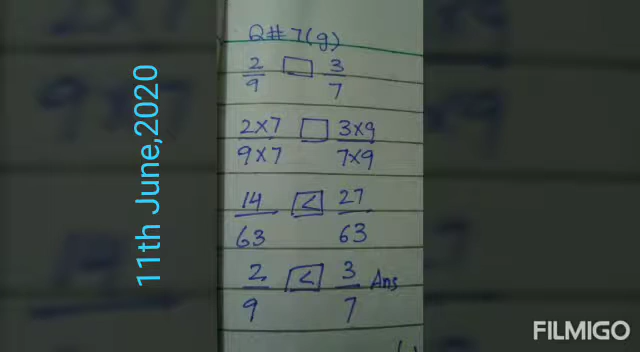 Q#7(g)
2/9 □ 3/7
2×7/9×7 □ 3×9/7×9
14/63 < 27/63
2/9 < 3/7 Ans
11th June,2020
FILMIGO